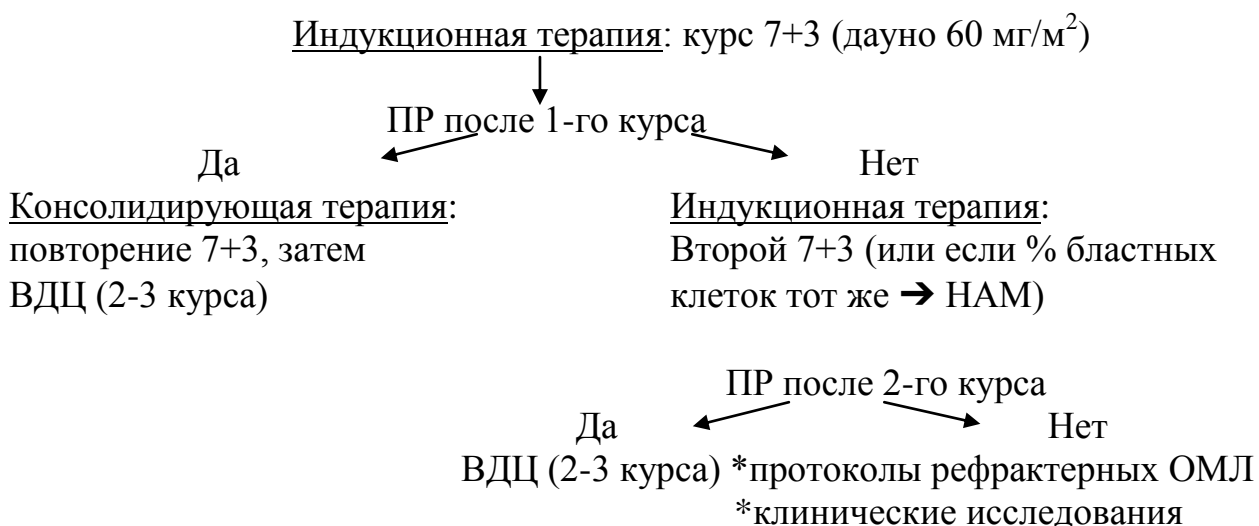 Индукционная терапия: курс 7+3 (дауно 60 мг/м²)
ПР после 1-го курса
Да
Нет
Консолидирующая терапия:
повторение 7+3, затем
ВДЦ (2-3 курса)
Индукционная терапия:
Второй 7+3 (или если % бластных
клеток тот же ➔ НАМ)
ПР после 2-го курса
Да
Нет
ВДЦ (2-3 курса) *протоколы рефрактерных ОМЛ
*клинические исследования